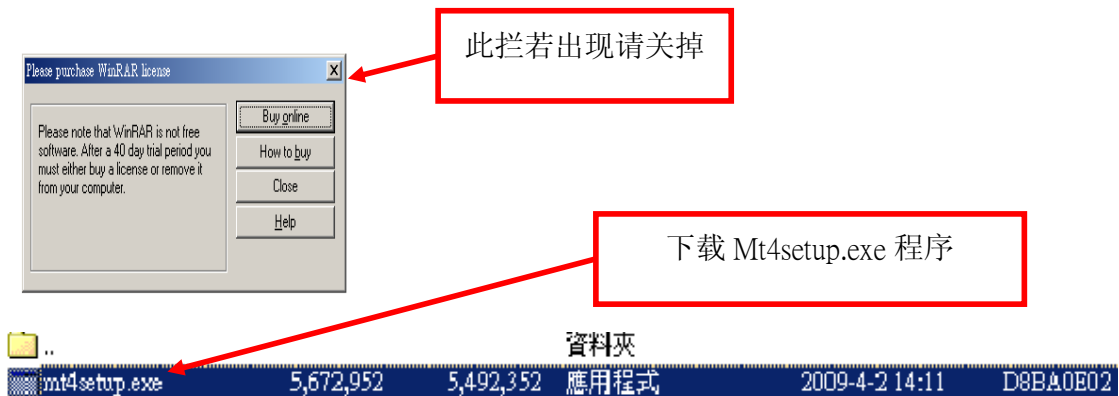 此拦若出现请关掉
Please purchase WinRAR license
Please note that WinRAR is not free
software. After a 40 day trial period you
must either buy a license or remove it
from your computer.
Buy online
How to buy
Close
Help
下载 Mt4setup.exe 程序
.. 資料夾
mt4setup.exe 5,672,952 5,492,352 應用程式 2009-4-2 14:11 D8BA0E02